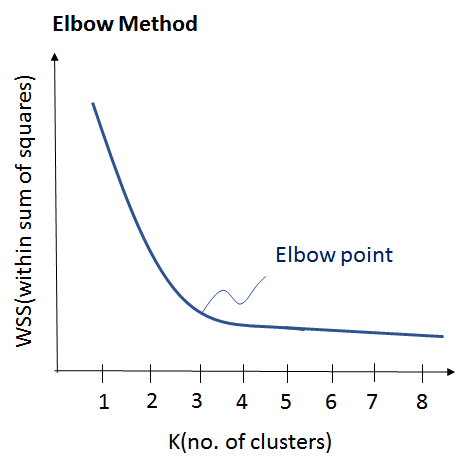 Elbow Method
WSS(within sum of squares)
Elbow point
1 2 3 4 5 6 7 8
K(no. of clusters)